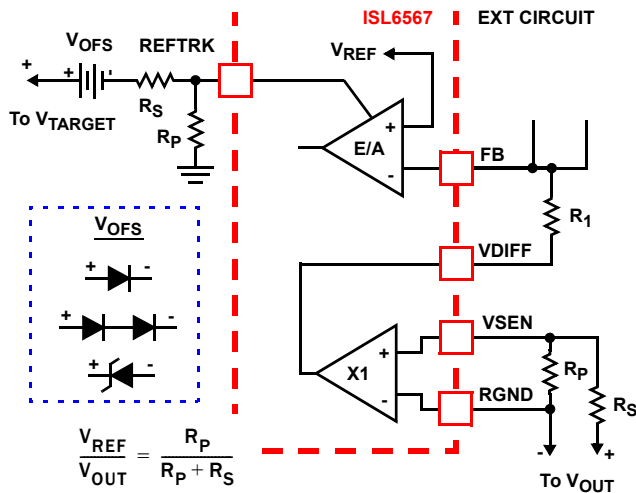 ISL6567
EXT CIRCUIT
VOFS
REFTRK
VREF
+
-
RS
To VTARGET
RP
+
E/A
-
FB
R1
VOFS
+
-
VDIFF
+
-
VSEN
+
X1
-
RP
RS
+
-
RGND
-
+
To VOUT
VREF / VOUT = RP / RP + RS